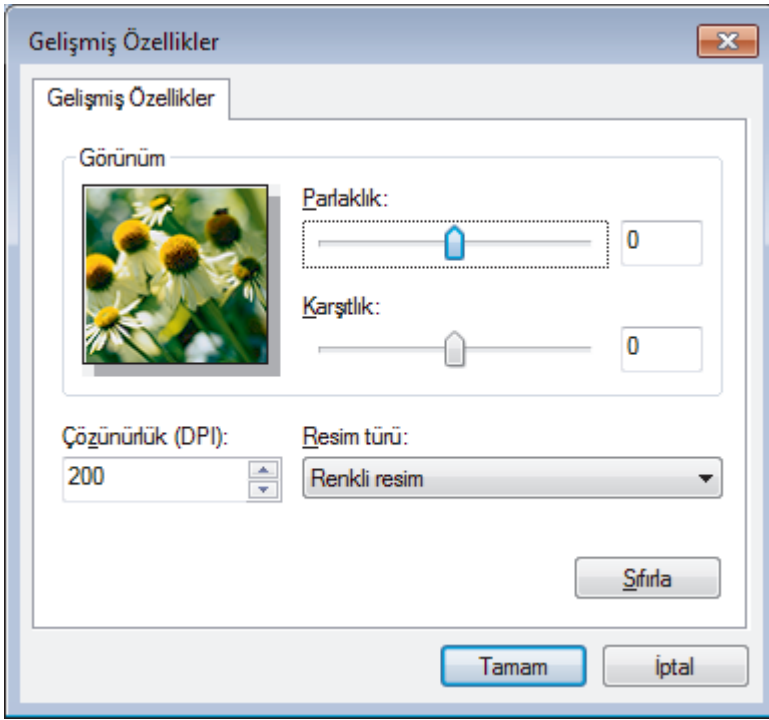 Gelişmiş Özellikler
Gelişmiş Özellikler
Görünüm
Parlaklık:
0
Karşıtlık:
0
Çözünürlük (DPI):
Resim türü:
200
Renkli resim
Sıfırla
Tamam
İptal